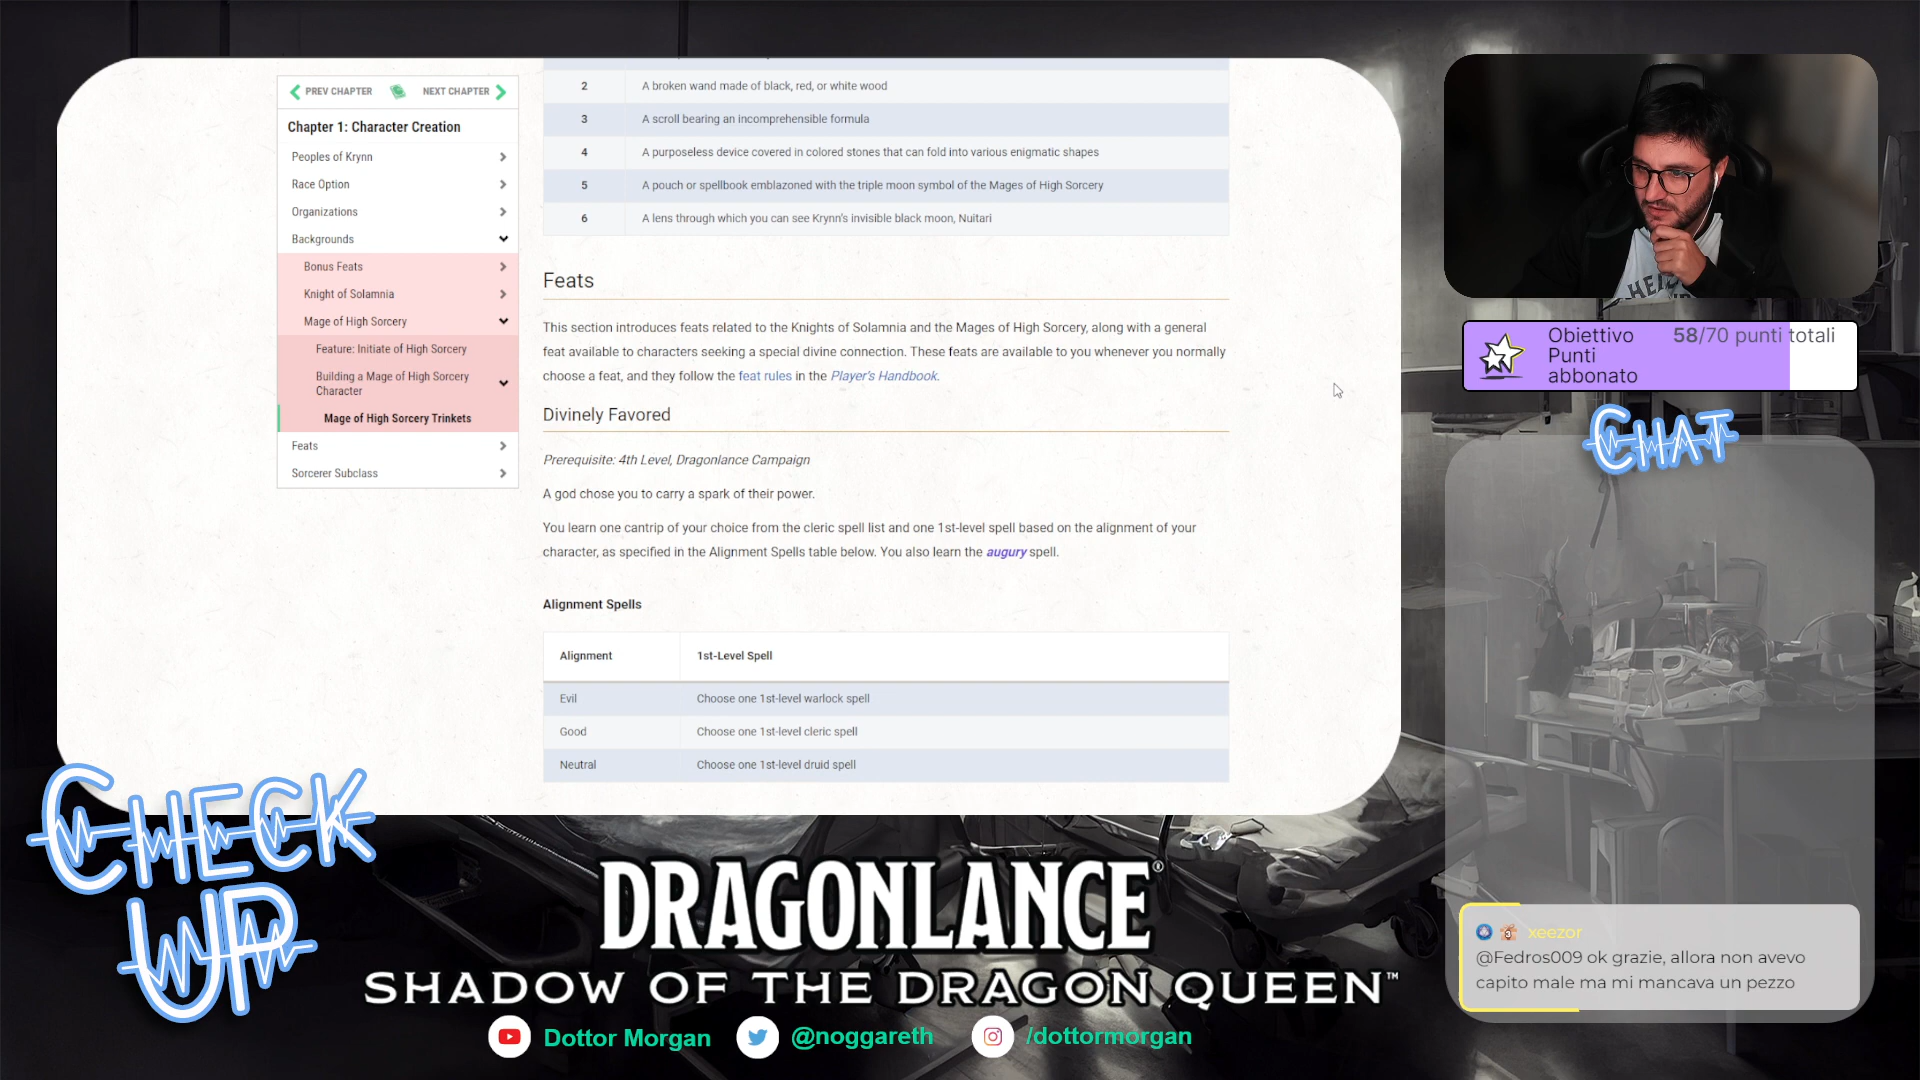 PREV CHAPTER
NEXT CHAPTER
Chapter 1: Character Creation
Peoples of Krynn
Race Option
Organizations
Backgrounds
Bonus Feats
Knight of Solamnia
Mage of High Sorcery
Feature: Initiate of High Sorcery
Building a Mage of High Sorcery
Character
Mage of High Sorcery Trinkets
Feats
Sorcerer Subclass
2 A broken wand made of black, red, or white wood
3 A scroll bearing an incomprehensible formula
4 A purposeless device covered in colored stones that can fold into various enigmatic shapes
5 A pouch or spellbook emblazoned with the triple moon symbol of the Mages of High Sorcery
6 A lens through which you can see Krynn's invisible black moon, Nuitari
Feats
This section introduces feats related to the Knights of Solamnia and the Mages of High Sorcery, along with a general
feat available to characters seeking a special divine connection. These feats are available to you whenever you normally
choose a feat, and they follow the feat rules in the Player's Handbook.
Divinely Favored
Prerequisite: 4th Level, Dragonlance Campaign
A god chose you to carry a spark of their power.
You learn one cantrip of your choice from the cleric spell list and one 1st-level spell based on the alignment of your
character, as specified in the Alignment Spells table below. You also learn the augury spell.
Alignment Spells
Alignment 1st-Level Spell
Evil Choose one 1st-level warlock spell
Good Choose one 1st-level cleric spell
Neutral Choose one 1st-level druid spell
Obiettivo
Punti
abbonato
58/70 punti totali
CHAT
xeezor
@Fedros009 ok grazie, allora non avevo
capito male ma mi mancava un pezzo
CHECK
UP
DRAGONLANCE®
SHADOW OF THE DRAGON QUEEN™
Dottor Morgan
@noggareth
/dottormorgan